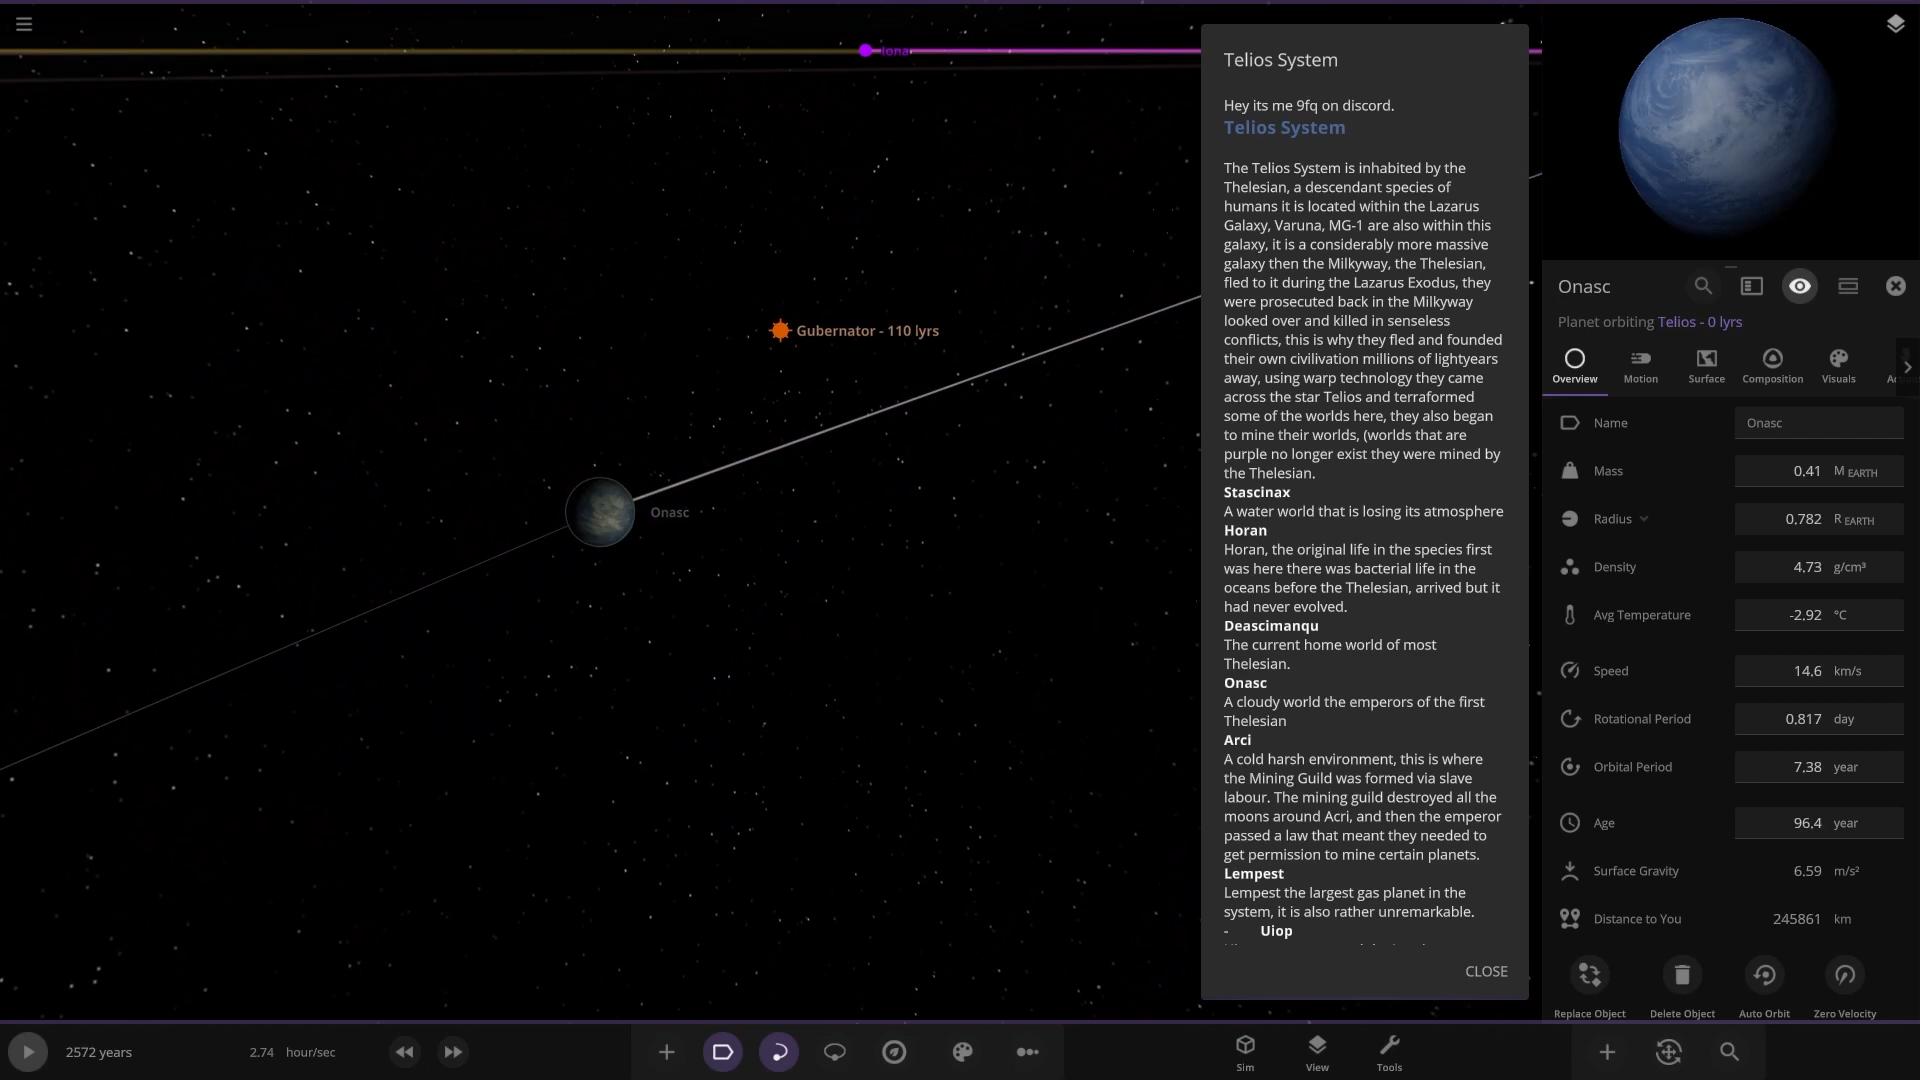 Iona
Gubernator - 110 lyrs
Onasc
Telios System
Hey its me 9fq on discord.
Telios System
The Telios System is inhabited by the
Thelesian, a descendant species of
humans it is located within the Lazarus
Galaxy, Varuna, MG-1 are also within this
galaxy, it is a considerably more massive
galaxy then the Milkyway, the Thelesian,
fled to it during the Lazarus Exodus, they
were prosecuted back in the Milkyway
looked over and killed in senseless
conflicts, this is why they fled and founded
their own civilivation millions of lightyears
away, using warp technology they came
across the star Telios and terraformed
some of the worlds here, they also began
to mine their worlds, (worlds that are
purple no longer exist they were mined by
the Thelesian.
Stascinax
A water world that is losing its atmosphere
Horan
Horan, the original life in the species first
was here there was bacterial life in the
oceans before the Thelesian, arrived but it
had never evolved.
Deascimanqu
The current home world of most
Thelesian.
Onasc
A cloudy world the emperors of the first
Thelesian
Arci
A cold harsh environment, this is where
the Mining Guild was formed via slave
labour. The mining guild destroyed all the
moons around Acri, and then the emperor
passed a law that meant they needed to
get permission to mine certain planets.
Lempest
Lempest the largest gas planet in the
system, it is also rather unremarkable.
- Uiop
CLOSE
Onasc
Planet orbiting Telios - 0 lyrs
Overview Motion Surface Composition Visuals
Name Onasc
Mass 0.41 M EARTH
Radius 0.782 R EARTH
Density 4.73 g/cm³
Avg Temperature -2.92 °C
Speed 14.6 km/s
Rotational Period 0.817 day
Orbital Period 7.38 year
Age 96.4 year
Surface Gravity 6.59 m/s²
Distance to You 245861 km
Replace Object Delete Object Auto Orbit Zero Velocity
2572 years 2.74 hour/sec Sim View Tools